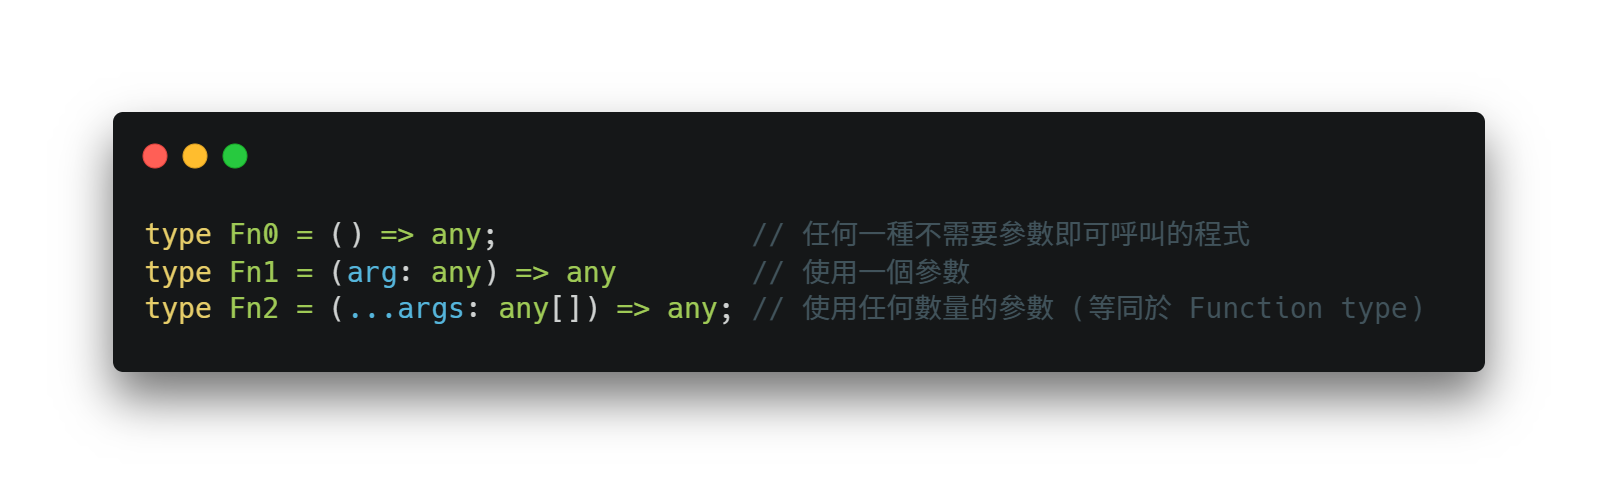 type Fn0 = () => any; // 任何一種不需要參數即可呼叫的程式
type Fn1 = (arg: any) => any // 使用一個參數
type Fn2 = (...args: any[]) => any; // 使用任何數量的參數 (等同於 Function type)